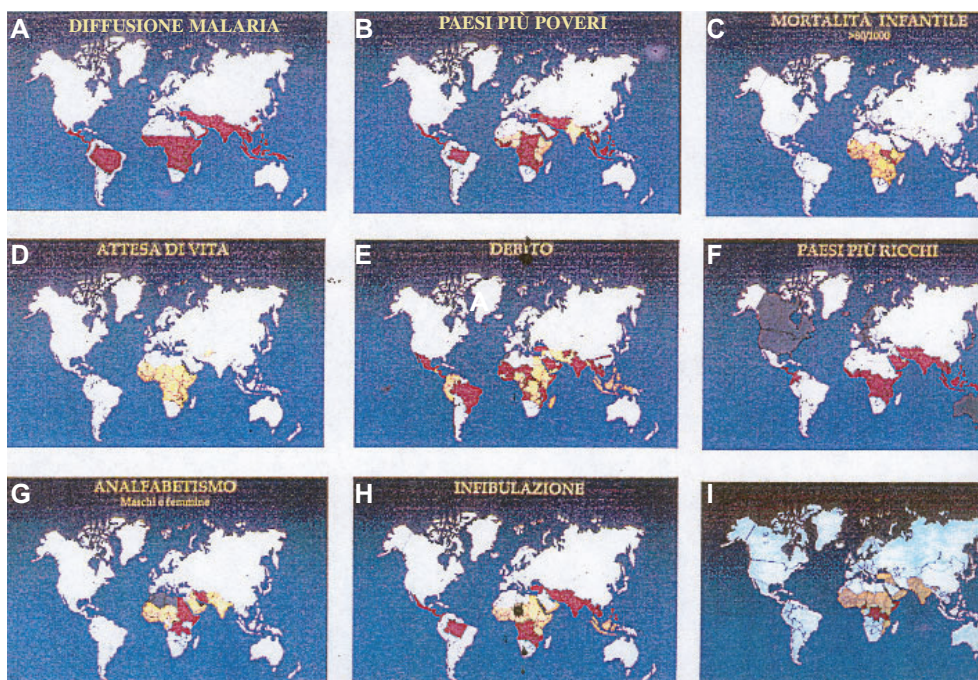 A
DIFFUSIONE MALARIA
B
PAESI PIÙ POVERI
C
MORTALITÀ INFANTILE
>80/1000
D
ATTESA DI VITA
E
DEBITO
A
F
PAESI PIÙ RICCHI
G
ANALFABETISMO
Maschi e femmine
H
INFIBULAZIONE
I